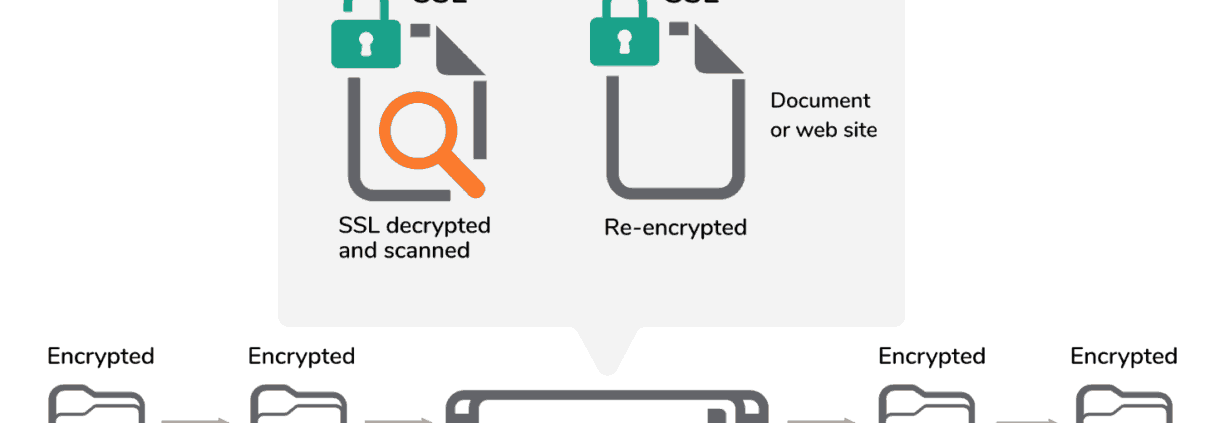 SSL
SSL
Document
or web site
SSL decrypted
and scanned
Re-encrypted
Encrypted
Encrypted
Encrypted
Encrypted